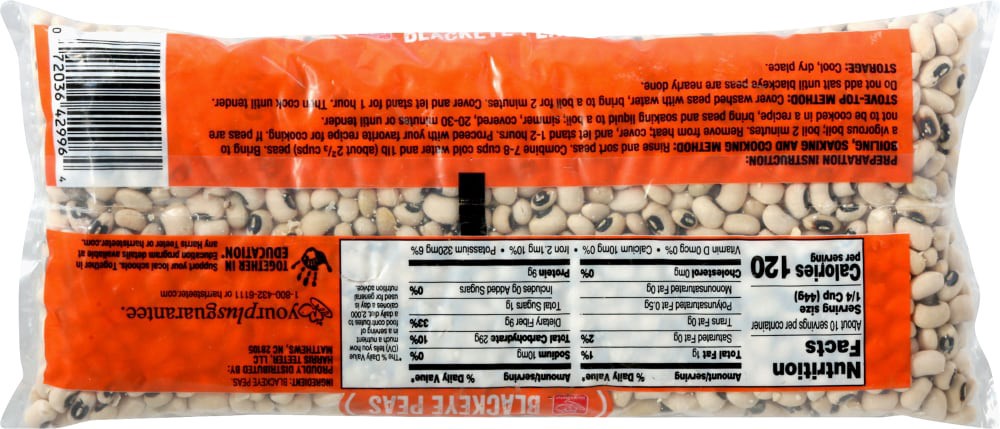 BLACKEYE PEAS
Nutrition
Facts
About 10 servings per container
Serving size
1/4 Cup (44g)
Calories 120
per serving
Amount/serving % Daily Value*
Total Fat 1g 1%
Saturated Fat 0g 2%
Trans Fat 0g
Polyunsaturated Fat 0.5g
Monounsaturated Fat 0g
Cholesterol 0mg 0%
Amount/serving % Daily Value*
Sodium 10mg 0%
Total Carbohydrate 28g 10%
Dietary Fiber 9g 33%
Total Sugars 1g
Includes 0g Added Sugars 0%
Protein 9g
Vitamin D 0mcg 0% • Calcium 40mg 0% • Iron 2.1mg 10% • Potassium 320mg 6%
*The % Daily Value
(DV) tells you how
much a nutrient
in a serving of
food contributes to
a daily diet. 2,000
calories a day is
used for general
nutrition advice.
INGREDIENT: BLACKEYE PEAS.
PROUDLY DISTRIBUTED BY:
HARRIS TEETER, LLC
MATTHEWS, NC 28105
yourplusguarantee.
1-800-432-6111 or harristeeter.com
TOGETHER IN
EDUCATION.
Support your local schools. Together in
Education program details available at
any Harris Teeter or harristeeter.com.
PREPARATION INSTRUCTION:
BOILING, SOAKING AND COOKING METHOD: Rinse and sort peas. Combine 7-8 cups cold water and 1lb (about 2²/₃ cups) peas. Bring to
a vigorous boil; boil 2 minutes. Remove from heat; cover, and let stand 1-2 hours. Proceed with your favorite recipe for cooking. If peas are
not to be cooked in a recipe, bring peas and soaking liquid to a boil; simmer, covered, 20-30 minutes or until tender.
STOVE-TOP METHOD: Cover washed peas with water, bring to a boil for 2 minutes. Cover and let stand for 1 hour. Then cook until tender.
Do not add salt until blackeye peas are nearly done.
STORAGE: Cool, dry place.
0 72036 42996 4